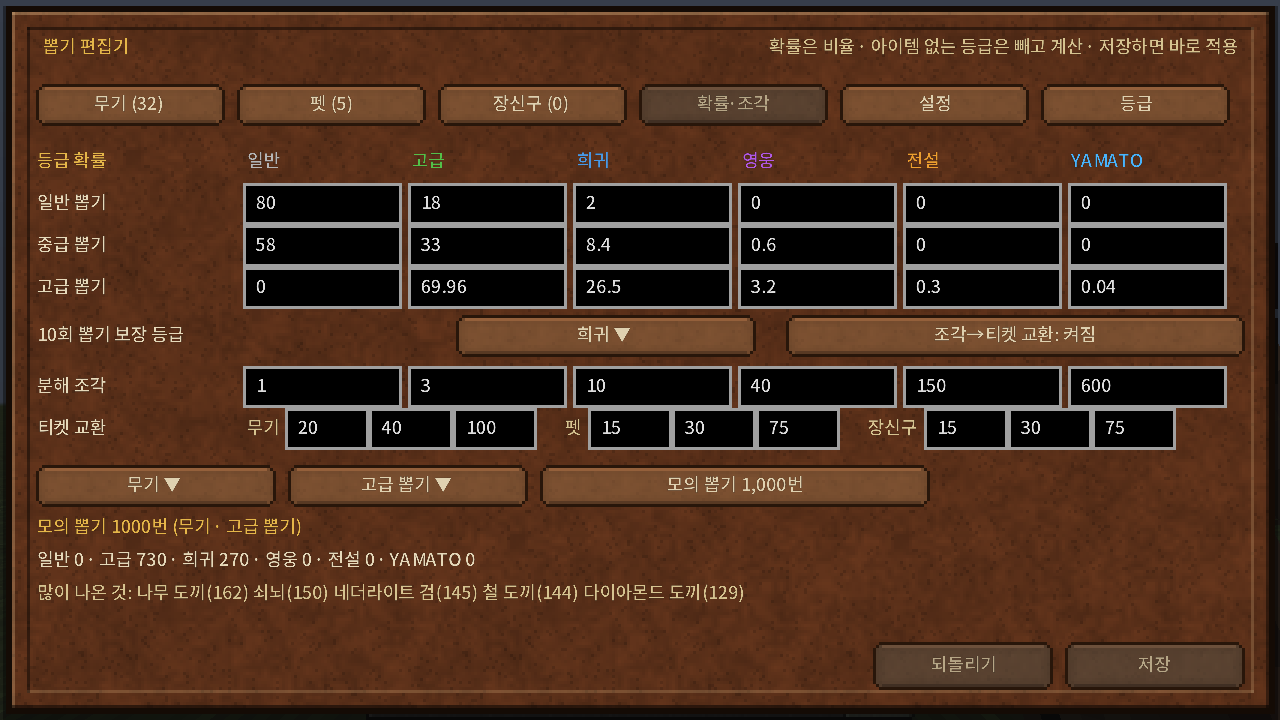 뽑기 편집기
확률은 비율 · 아이템 없는 등급은 빼고 계산 · 저장하면 바로 적용
무기 (32) 펫 (5) 장신구 (0) 확률·조각 설정 등급
등급 확률 일반 고급 희귀 영웅 전설 YAMATO
일반 뽑기 80 18 2 0 0 0
중급 뽑기 58 33 8.4 0.6 0 0
고급 뽑기 0 69.96 26.5 3.2 0.3 0.04
10회 뽑기 보장 등급 희귀 ▼ 조각→티켓 교환: 켜짐
분해 조각 1 3 10 40 150 600
티켓 교환 무기 20 40 100 펫 15 30 75 장신구 15 30 75
무기 ▼ 고급 뽑기 ▼ 모의 뽑기 1,000번
모의 뽑기 1000번 (무기 · 고급 뽑기)
일반 0 · 고급 730 · 희귀 270 · 영웅 0 · 전설 0 · YAMATO 0
많이 나온 것: 나무 도끼(162) 쇠뇌(150) 네더라이트 검(145) 철 도끼(144) 다이아몬드 도끼(129)
되돌리기 저장